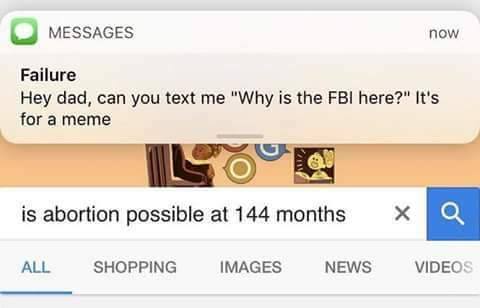 MESSAGES
now
Failure
Hey dad, can you text me "Why is the FBI here?" It's
for a meme
is abortion possible at 144 months
ALL SHOPPING IMAGES NEWS VIDEOS